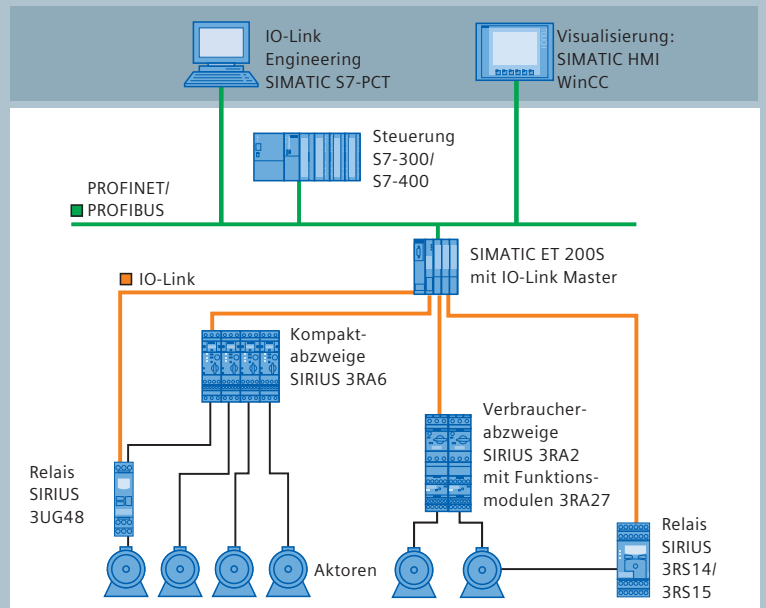 IO-Link
Engineering
SIMATIC S7-PCT
Visualisierung:
SIMATIC HMI
WinCC
Steuerung
S7-300/
S7-400
PROFINET/
PROFIBUS
SIMATIC ET 200S
mit IO-Link Master
IO-Link
Kompakt-
abzweige
SIRIUS 3RA6
Verbraucher-
abzweige
SIRIUS 3RA2
mit Funktions-
modulen 3RA27
Relais
SIRIUS
3UG48
Aktoren
Relais
SIRIUS
3RS14/
3RS15